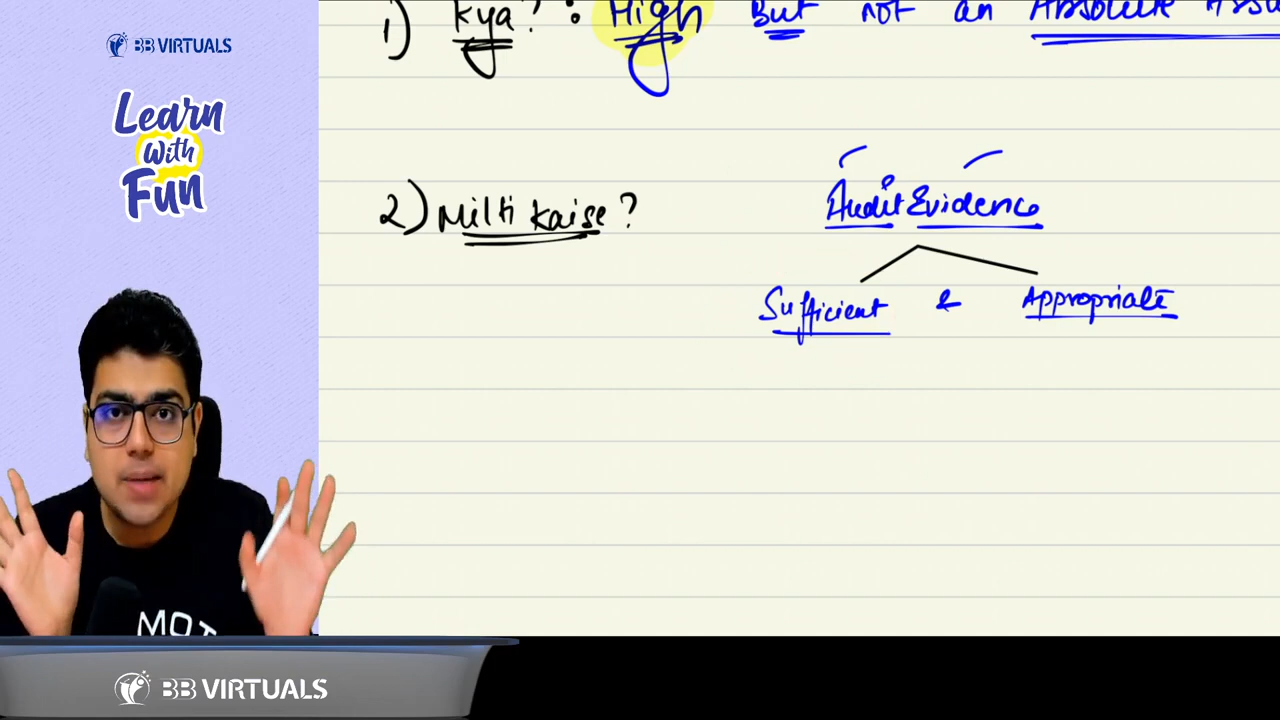 BB VIRTUALS
Learn
With
Fun
1) Kya? : High But not an Absolute
2) Milti kaise?
Audit Evidence
Sufficient & Appropriate
MOT
BB VIRTUALS